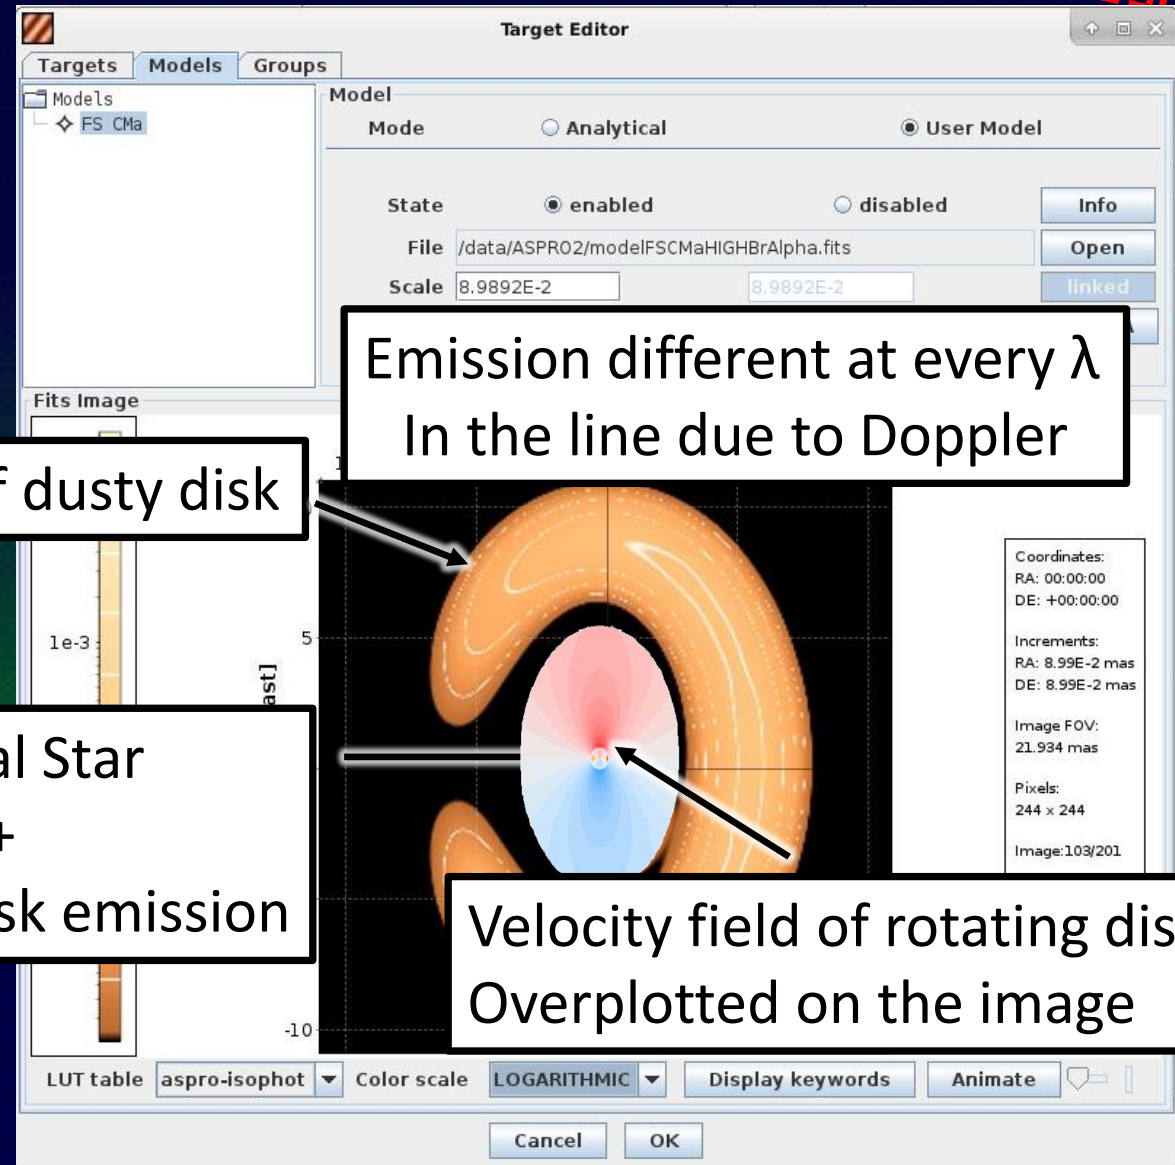 Target Editor
Targets Models Groups
Models
FS CMa
Model
Mode Analytical User Model
State enabled disabled Info
File /data/ASPRO2/modelFSCMaHIGHBrAlpha.fits Open
Scale 8.9892E-2 8.9892E-2 linked
Emission different at every λ
In the line due to Doppler
Fits Image
dusty disk
Coordinates:
RA: 00:00:00
DE: +00:00:00
Increments:
RA: 8.99E-2 mas
DE: 8.99E-2 mas
Image FOV:
21.934 mas
Pixels:
244 x 244
Image:103/201
1e-3
5
Star
+
emission
Velocity field of rotating
Overplotted on the image
-10
LUT table aspro-isophot Color scale LOGARITHMIC Display keywords Animate
Cancel OK